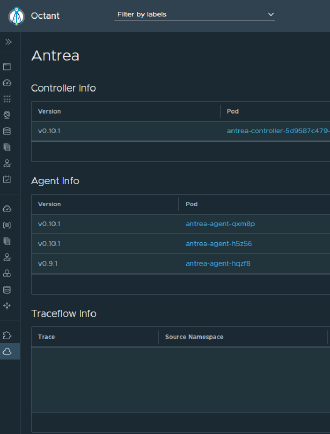 Octant
Filter by labels
Antrea
Controller Info
Version Pod
v0.10.1 antrea-controller-5d9587c479-
Agent Info
Version Pod
v0.10.1 antrea-agent-qxm8p
v0.10.1 antrea-agent-h5z56
v0.9.1 antrea-agent-hqzf8
Traceflow Info
Trace Source Namespace